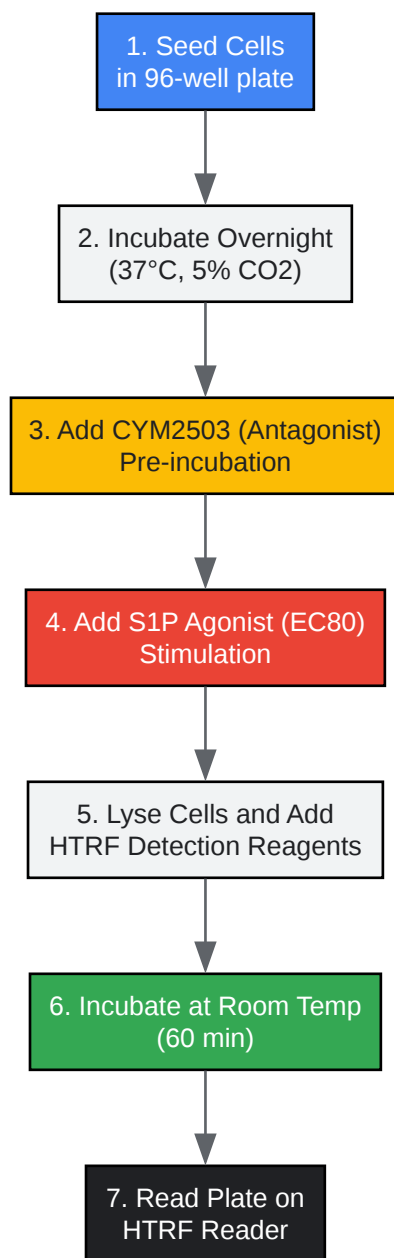 1. Seed Cells
in 96-well plate
2. Incubate Overnight
(37°C, 5% CO2)
3. Add CYM2503 (Antagonist)
Pre-incubation
4. Add S1P Agonist (EC80)
Stimulation
5. Lyse Cells and Add
HTRF Detection Reagents
6. Incubate at Room Temp
(60 min)
7. Read Plate on
HTRF Reader